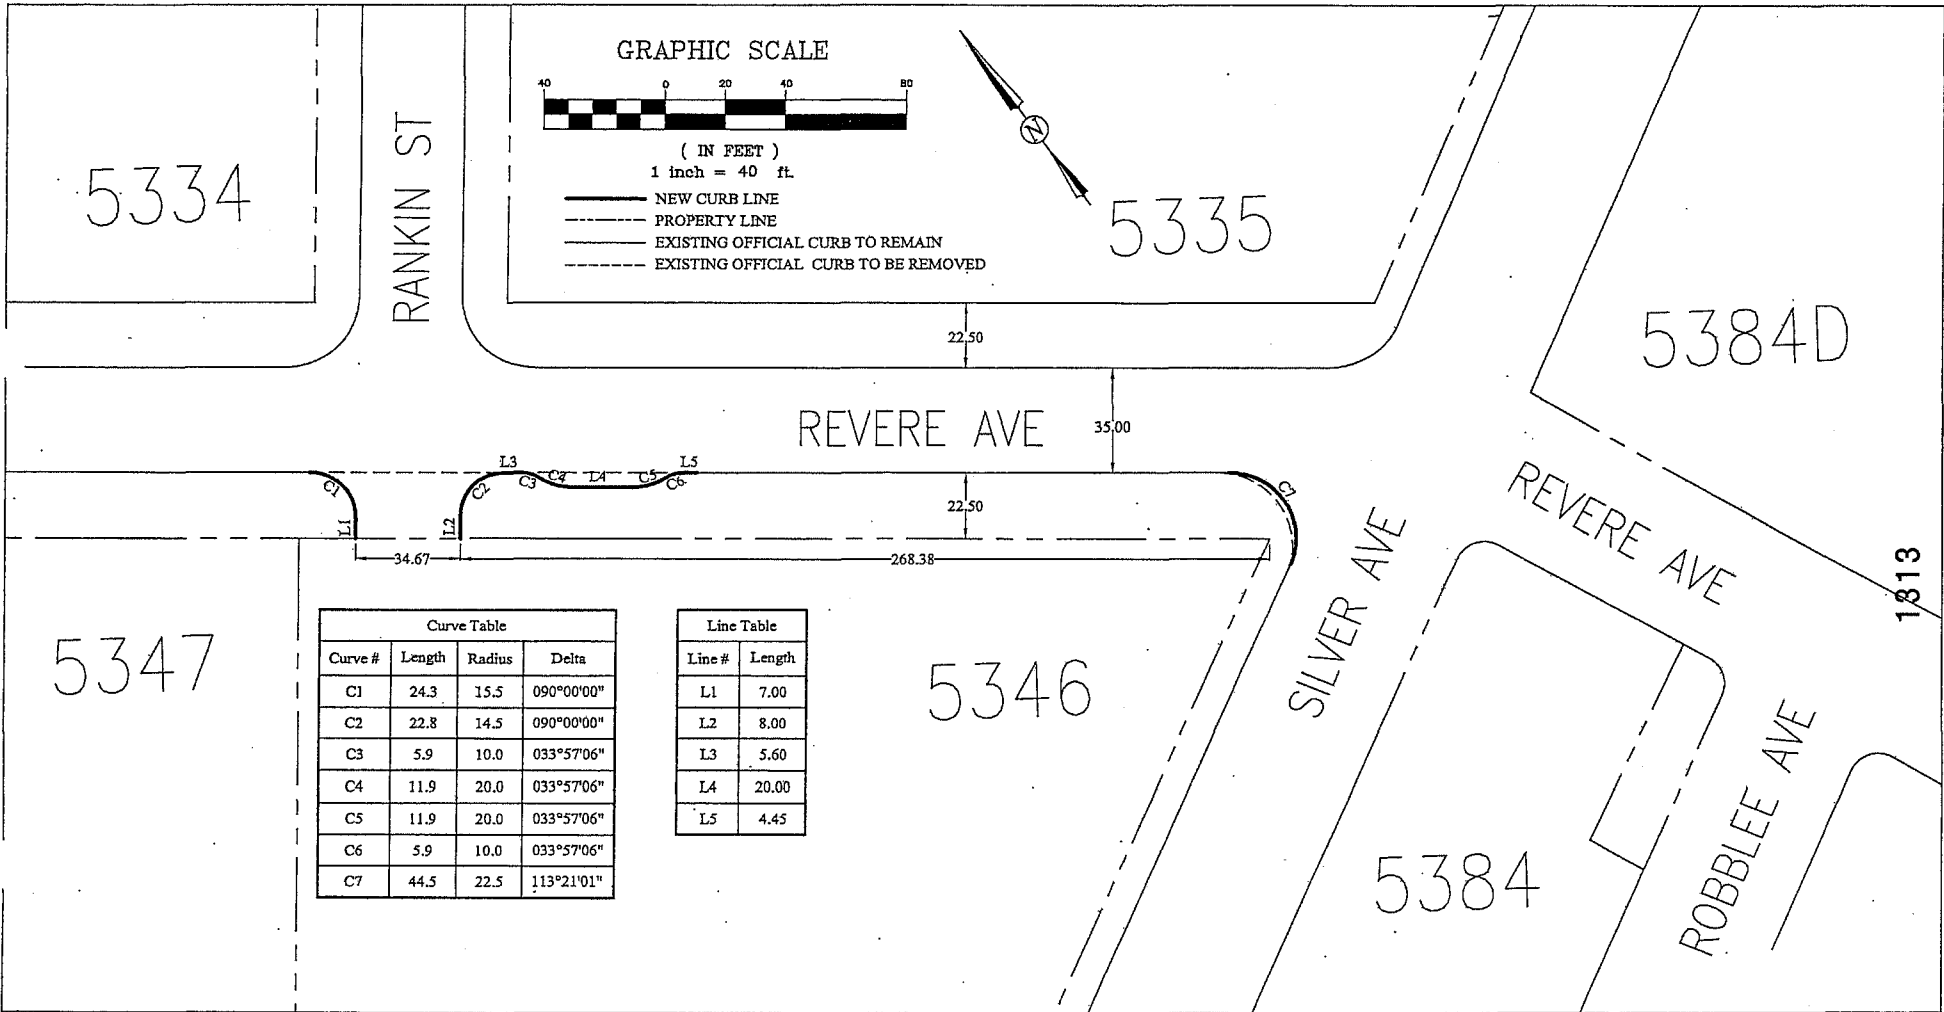 GRAPHIC SCALE
40 0 20 40 80
( IN FEET )
1 inch = 40 ft.
NEW CURB LINE
PROPERTY LINE
EXISTING OFFICIAL CURB TO REMAIN
EXISTING OFFICIAL CURB TO BE REMOVED
N
5334
RANKIN ST
5335
5384D
22.50
REVERE AVE
35.00
L3
L5
C1
C2
C3
C4
L4
C5
C6
C7
L1
L2
22.50
34.67
268.38
REVERE AVE
SILVER AVE
1313
5347
5346
5384
ROBBLEE AVE
Curve Table
Curve # Length Radius Delta
C1 24.3 15.5 090°00'00"
C2 22.8 14.5 090°00'00"
C3 5.9 10.0 033°57'06"
C4 11.9 20.0 033°57'06"
C5 11.9 20.0 033°57'06"
C6 5.9 10.0 033°57'06"
C7 44.5 22.5 113°21'01"
Line Table
Line # Length
L1 7.00
L2 8.00
L3 5.60
L4 20.00
L5 4.45